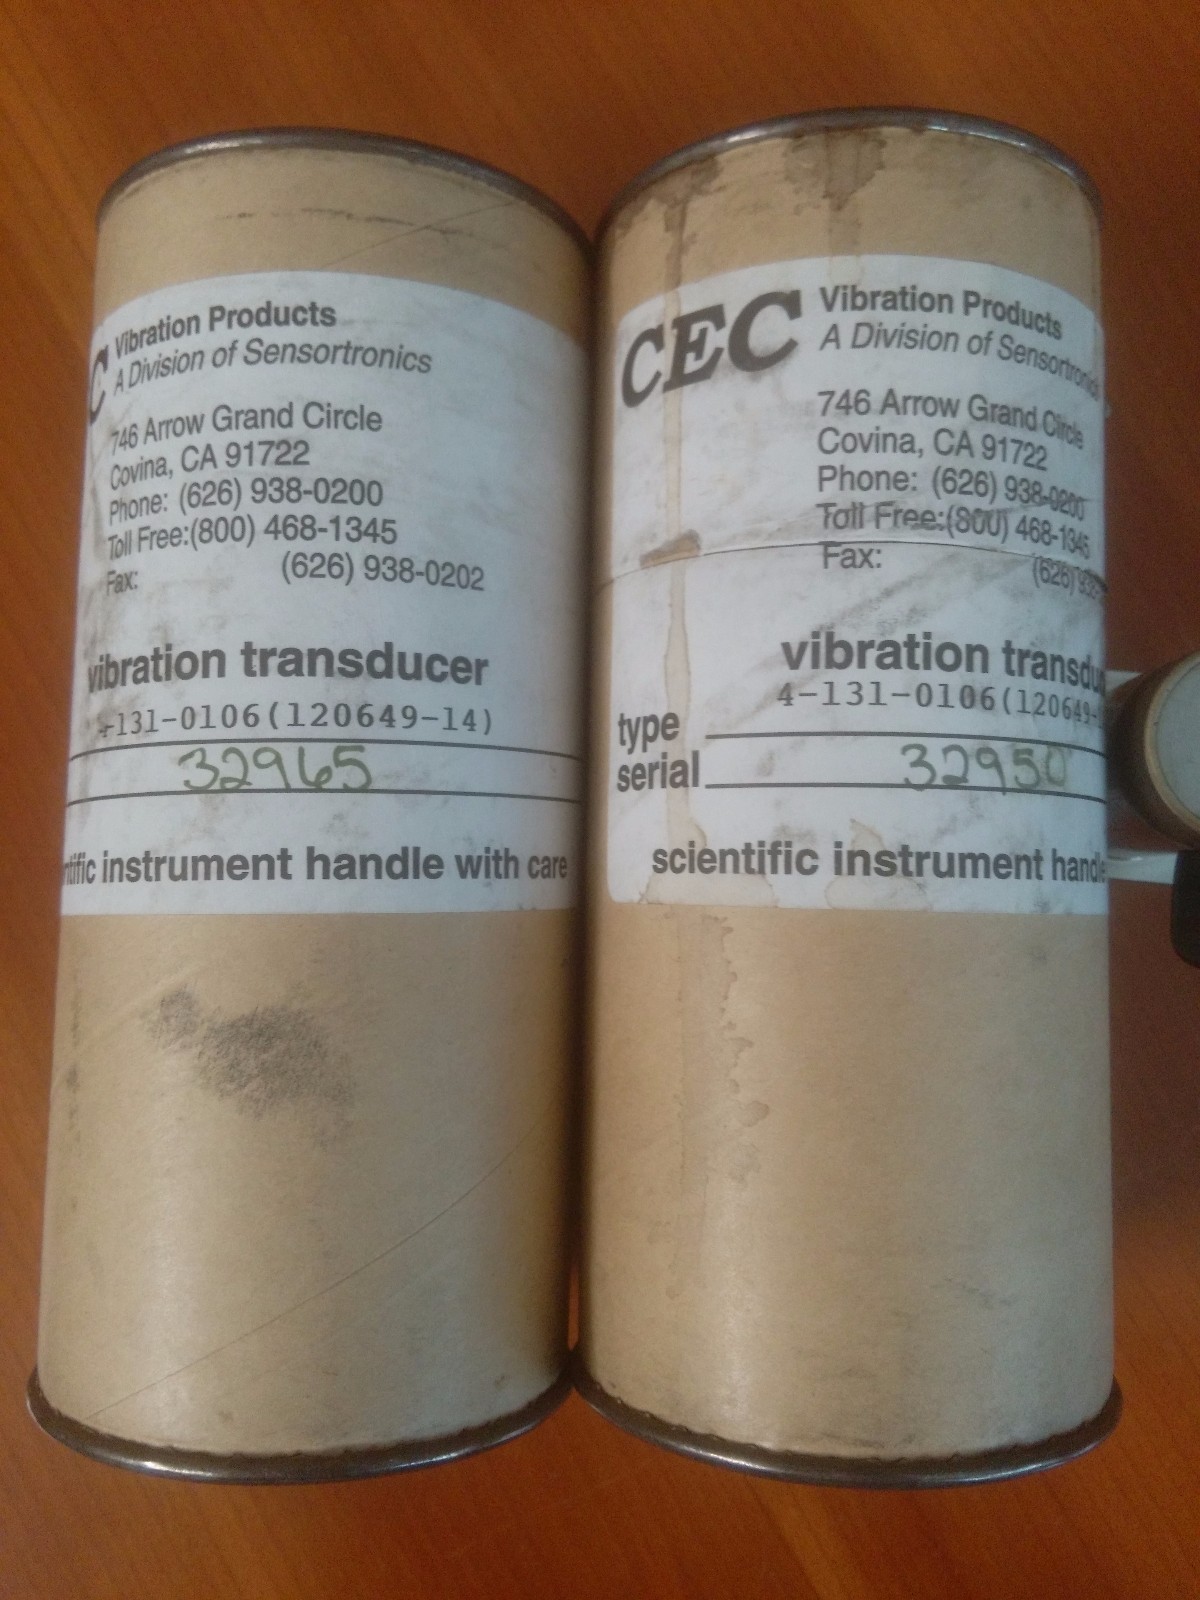 Vibration Products
A Division of Sensortronics
746 Arrow Grand Circle
Covina, CA 91722
Phone: (626) 938-0200
Toll Free:(800) 468-1345
Fax: (626) 938-0202
vibration transducer
-131-0106(120649-14)
32965
instrument handle with care
CEC
Vibration Products
A Division of Sensortronics
746 Arrow Grand Circle
Covina, CA 91722
Phone: (626) 938-0200
Toll Free:(800) 468-1345
Fax: (626)
vibration
4-131-0106(120649-
type
serial 32950
scientific instrument handle